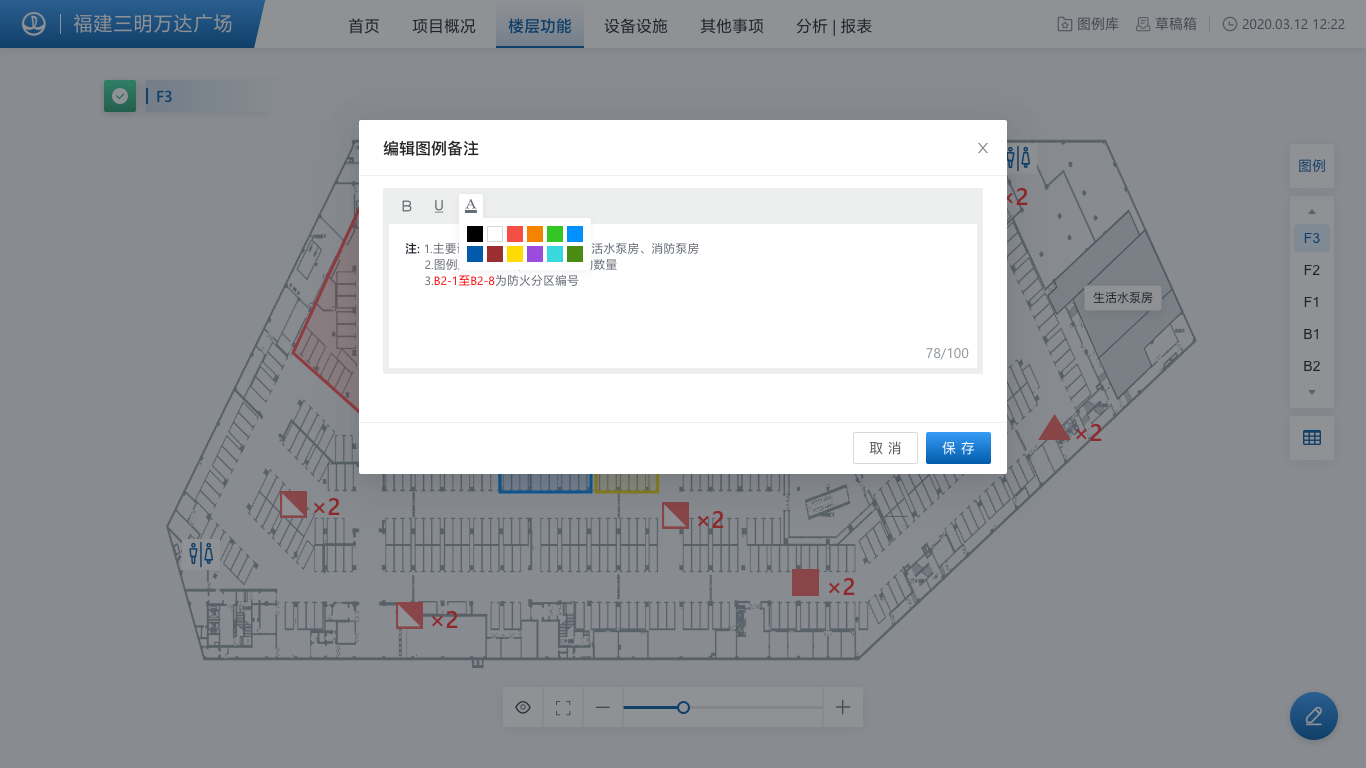 福建三明万达广场
首页 项目概况 楼层功能 设备设施 其他事项 分析 | 报表
图例库 草稿箱 2020.03.12 12:22
F3
编辑图例备注
B U A
注: 1.主要 活水泵房、消防泵房
2.图例 数量
3.B2-1至B2-8为防火分区编号
78/100
取 消 保 存
×2
生活水泵房
×2
×2
×2
×2
×2
图例
F3
F2
F1
B1
B2